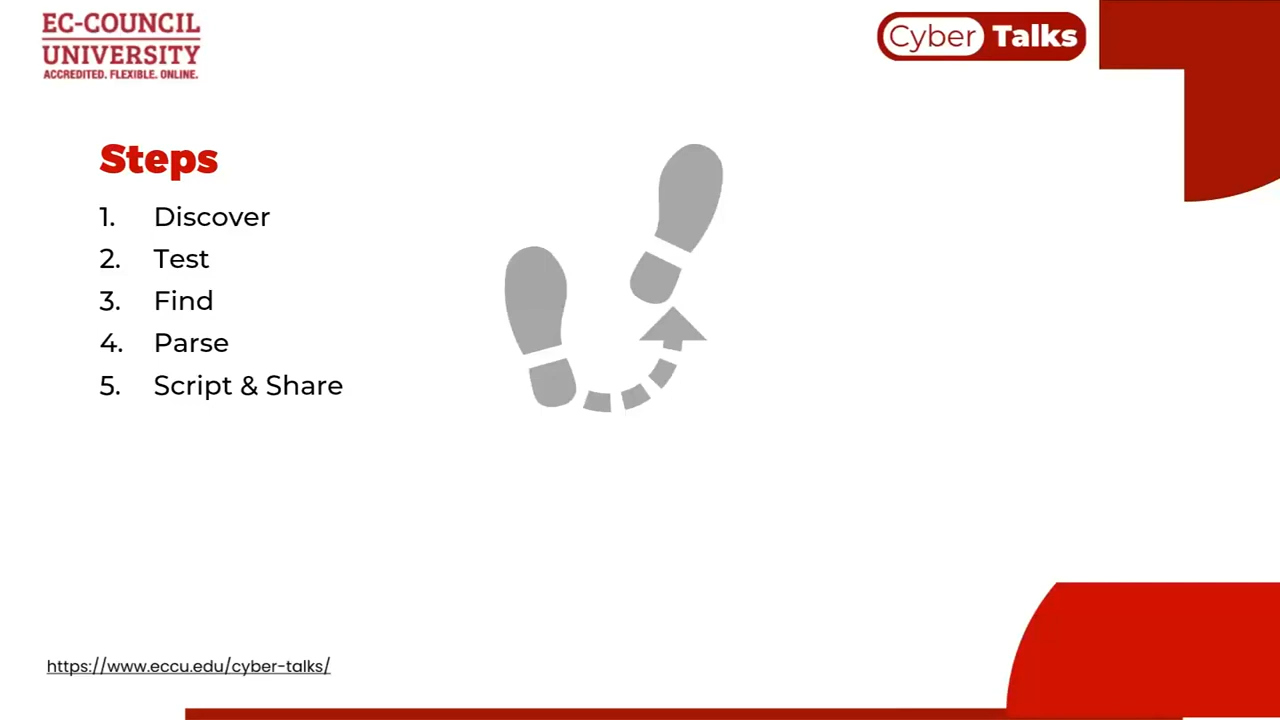 EC-COUNCIL
UNIVERSITY
ACCREDITED. FLEXIBLE. ONLINE.
Cyber Talks
Steps
1. Discover
2. Test
3. Find
4. Parse
5. Script & Share
https://www.eccu.edu/cyber-talks/